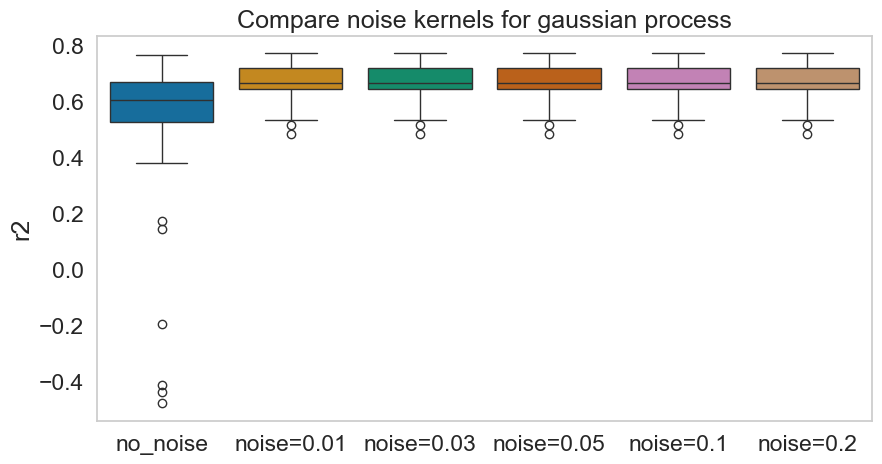 Compare noise kernels for gaussian process
r2
0.8
0.6
0.4
0.2
0.0
−0.2
−0.4
no_noise noise=0.01 noise=0.03 noise=0.05 noise=0.1 noise=0.2